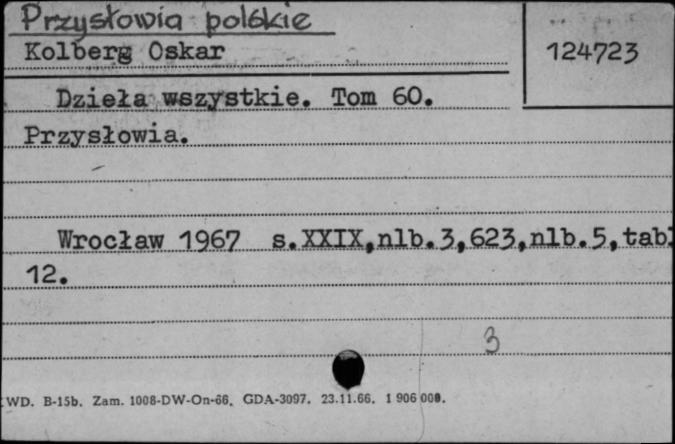 Przysłowia polskie
Kolberg Oskar
124723
Dzieła wszystkie. Tom 60.
Przysłowia.
Wrocław 1967 s.XXIX,nlb.3,623,nlb.5,tabl
12.
3
WD. B-15b. Zam. 1008-DW-On-66. GDA-3097. 23.11.66. 1 906 000.